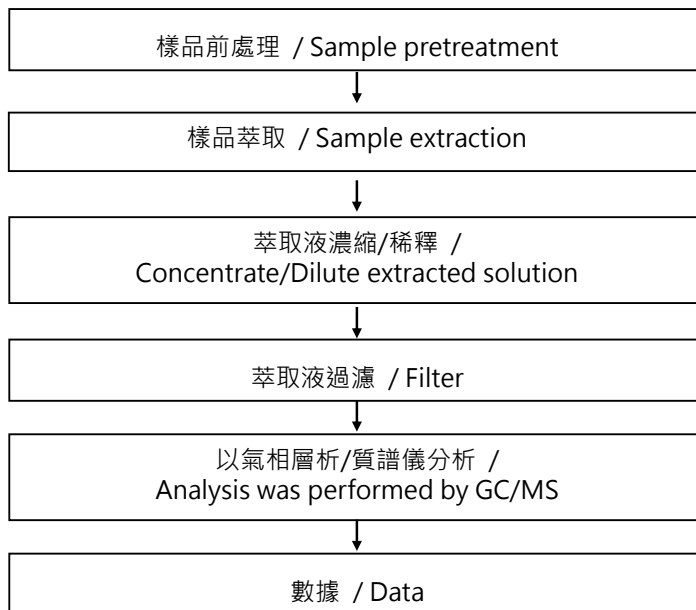 樣品前處理 / Sample pretreatment
樣品萃取 / Sample extraction
萃取液濃縮/稀釋 /
Concentrate/Dilute extracted solution
萃取液過濾 / Filter
以氣相層析/質譜儀分析 /
Analysis was performed by GC/MS
數據 / Data